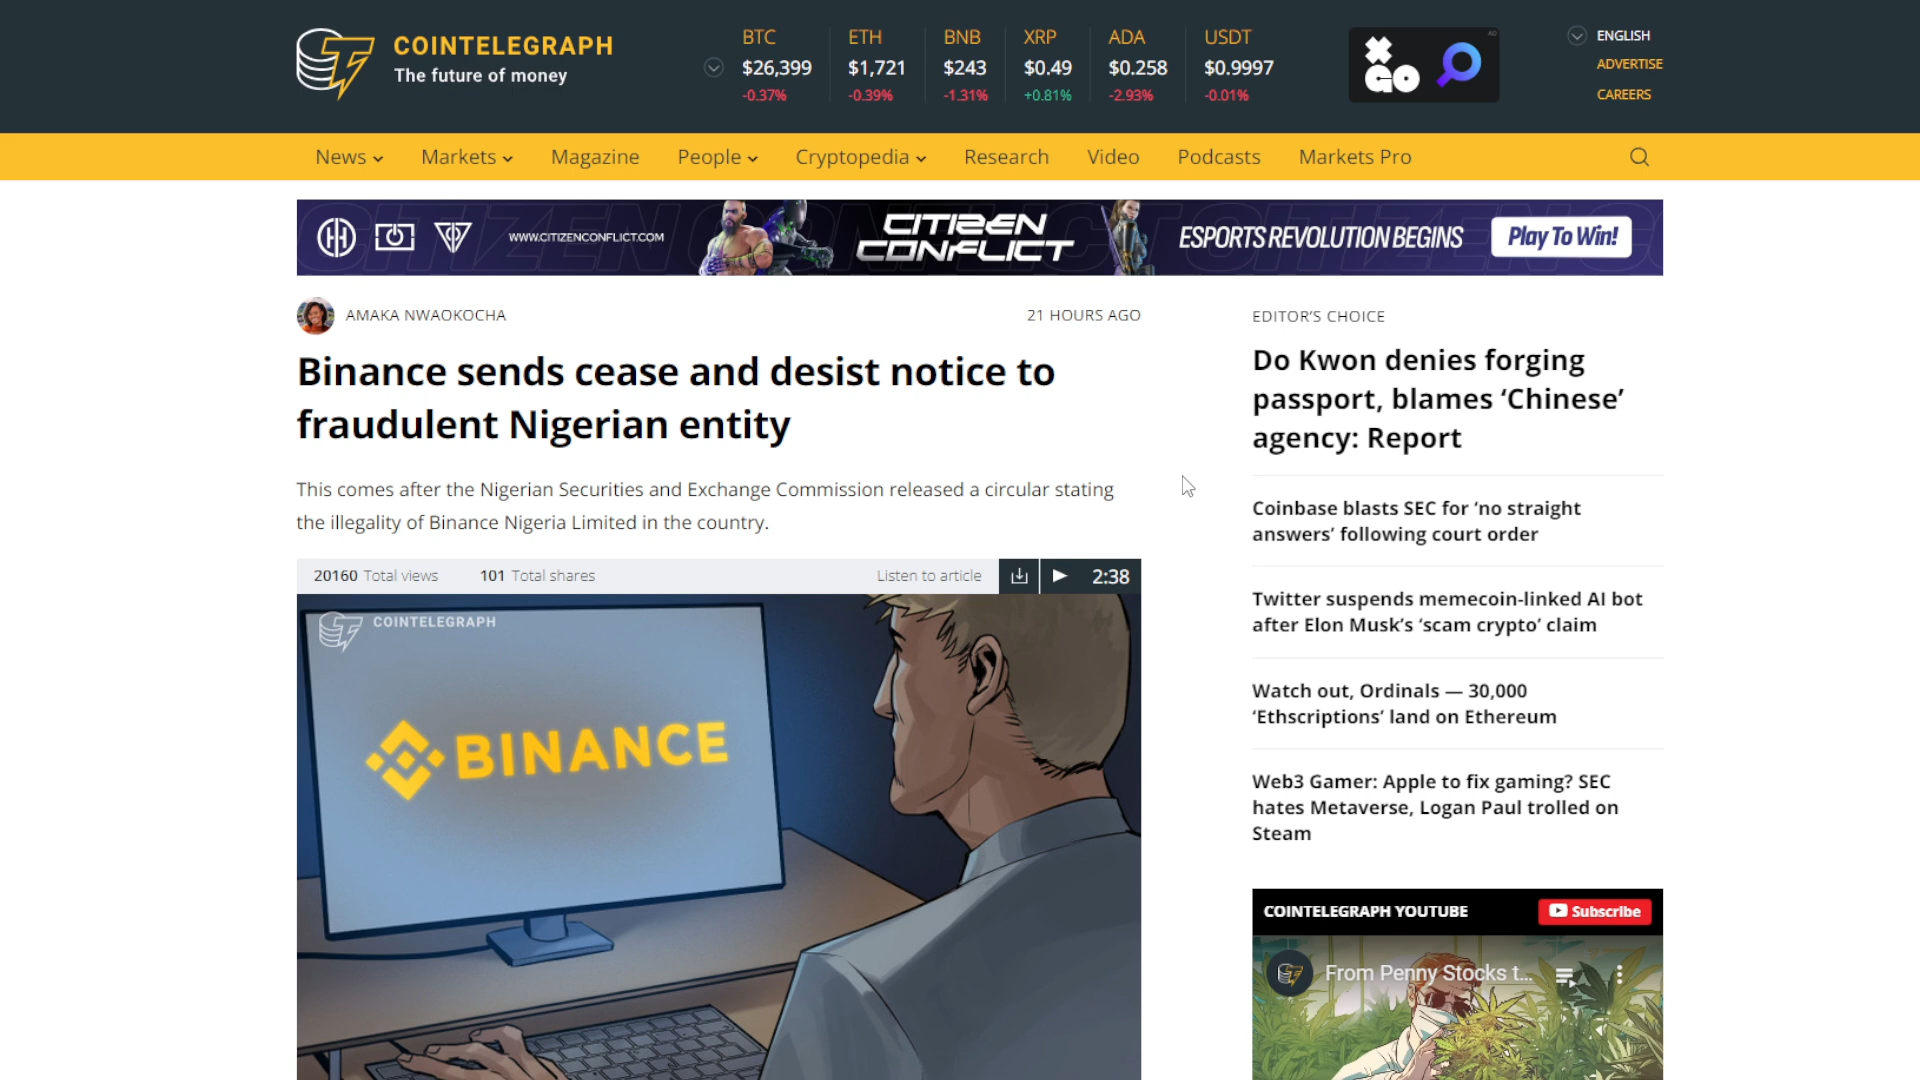 COINTELEGRAPH
The future of money
BTC
$26,399
-0.37%
ETH
$1,721
-0.39%
BNB
$243
-1.31%
XRP
$0.49
+0.81%
ADA
$0.258
-2.93%
USDT
$0.9997
-0.01%
X
GO
AD
ENGLISH
ADVERTISE
CAREERS
News
Markets
Magazine
People
Cryptopedia
Research
Video
Podcasts
Markets Pro
WWW.CITIZENCONFLICT.COM
CITIZEN
CONFLICT
ESPORTS REVOLUTION BEGINS
Play To Win!
AMAKA NWAOKOCHA
21 HOURS AGO
Binance sends cease and desist notice to
fraudulent Nigerian entity
This comes after the Nigerian Securities and Exchange Commission released a circular stating
the illegality of Binance Nigeria Limited in the country.
20160 Total views
101 Total shares
Listen to article
2:38
COINTELEGRAPH
BINANCE
EDITOR'S CHOICE
Do Kwon denies forging
passport, blames ‘Chinese’
agency: Report
Coinbase blasts SEC for ‘no straight
answers’ following court order
Twitter suspends memecoin-linked AI bot
after Elon Musk’s ‘scam crypto’ claim
Watch out, Ordinals — 30,000
‘Ethscriptions’ land on Ethereum
Web3 Gamer: Apple to fix gaming? SEC
hates Metaverse, Logan Paul trolled on
Steam
COINTELEGRAPH YOUTUBE
Subscribe
From Penny Stocks t...